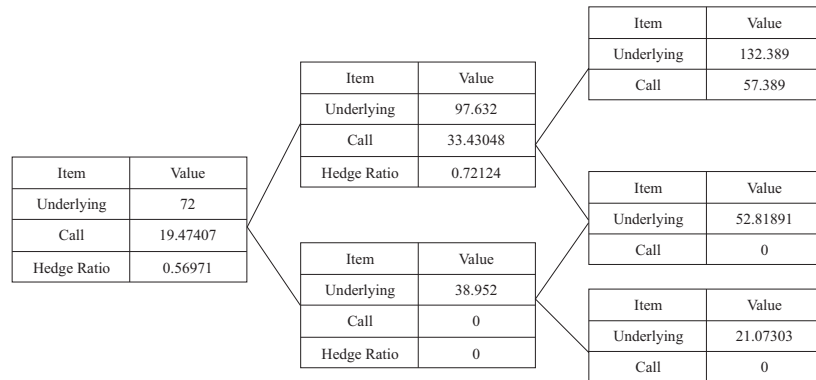 Item Value
Underlying 72
Call 19.47407
Hedge Ratio 0.56971
Item Value
Underlying 97.632
Call 33.43048
Hedge Ratio 0.72124
Item Value
Underlying 38.952
Call 0
Hedge Ratio 0
Item Value
Underlying 132.389
Call 57.389
Item Value
Underlying 52.81891
Call 0
Item Value
Underlying 21.07303
Call 0